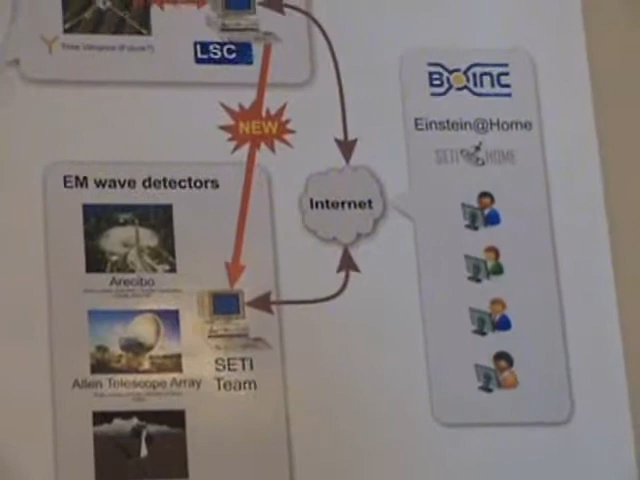 LSC
NEW
BOINC
Einstein@Home
SETI HOME
EM wave detectors
Internet
Arecibo
SETI
Team
Allen Telescope Array